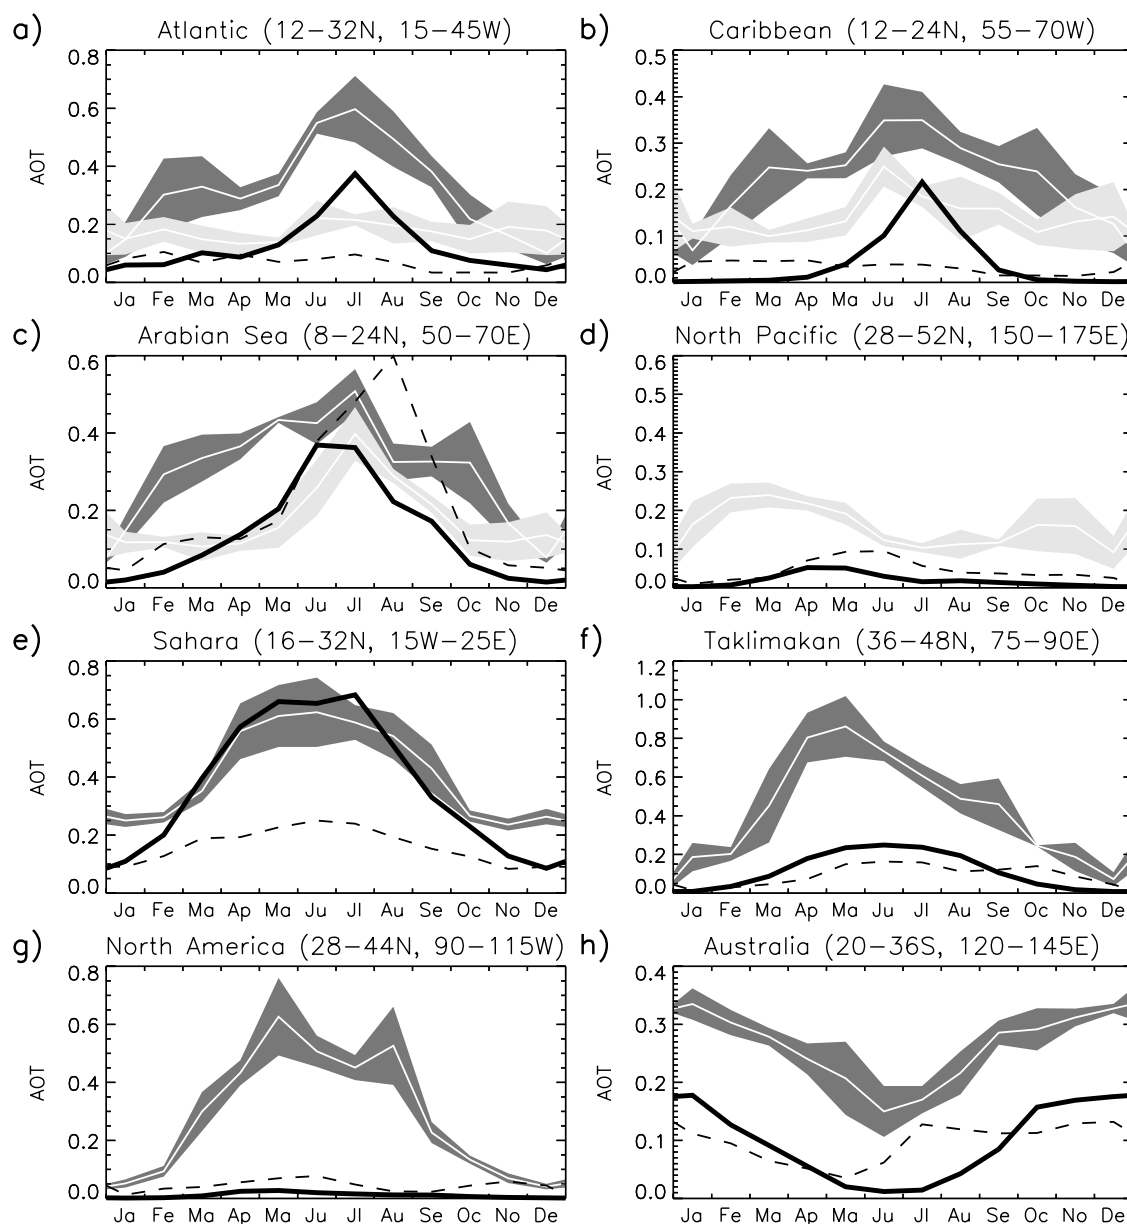 a) Atlantic (12-32N, 15-45W)
0.8
0.6
0.4
0.2
0.0
AOT
Ja Fe Ma Ap Ma Ju Jl Au Se Oc No De
b) Caribbean (12-24N, 55-70W)
0.5
0.4
0.3
0.2
0.1
0.0
AOT
Ja Fe Ma Ap Ma Ju Jl Au Se Oc No De
c) Arabian Sea (8-24N, 50-70E)
0.6
0.4
0.2
0.0
AOT
Ja Fe Ma Ap Ma Ju Jl Au Se Oc No De
d) North Pacific (28-52N, 150-175E)
0.6
0.5
0.4
0.3
0.2
0.1
0.0
AOT
Ja Fe Ma Ap Ma Ju Jl Au Se Oc No De
e) Sahara (16-32N, 15W-25E)
0.8
0.6
0.4
0.2
0.0
AOT
Ja Fe Ma Ap Ma Ju Jl Au Se Oc No De
f) Taklimakan (36-48N, 75-90E)
1.2
1.0
0.8
0.6
0.4
0.2
0.0
AOT
Ja Fe Ma Ap Ma Ju Jl Au Se Oc No De
g) North America (28-44N, 90-115W)
0.8
0.6
0.4
0.2
0.0
AOT
Ja Fe Ma Ap Ma Ju Jl Au Se Oc No De
h) Australia (20-36S, 120-145E)
0.4
0.3
0.2
0.1
0.0
AOT
Ja Fe Ma Ap Ma Ju Jl Au Se Oc No De